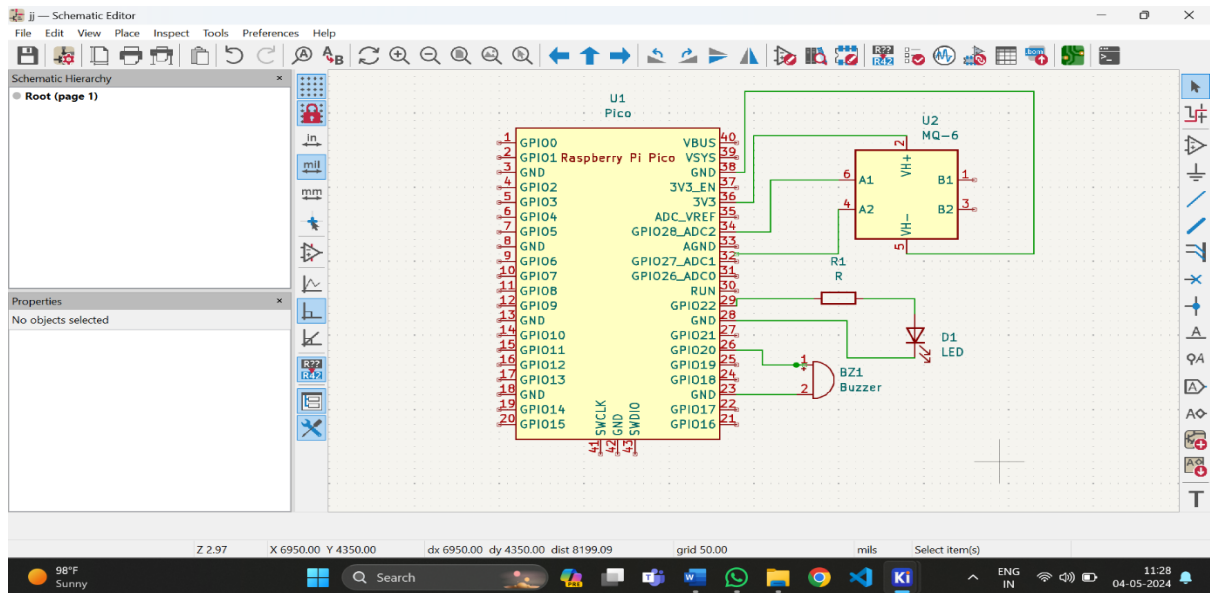 jj — Schematic Editor
File Edit View Place Inspect Tools Preferences Help
Schematic Hierarchy
Root (page 1)
in
mil
mm
R??
R42
Properties
No objects selected
U1
Pico
Raspberry Pi Pico
1 GPIO0
2 GPIO1
3 GND
4 GPIO2
5 GPIO3
6 GPIO4
7 GPIO5
8 GND
9 GPIO6
10 GPIO7
11 GPIO8
12 GPIO9
13 GND
14 GPIO10
15 GPIO11
16 GPIO12
17 GPIO13
18 GND
19 GPIO14
20 GPIO15
VBUS 40
VSYS 39
GND 38
3V3_EN 37
3V3 36
ADC_VREF 35
GPIO28_ADC2 34
AGND 33
GPIO27_ADC1 32
GPIO26_ADC0 31
RUN 30
GPIO22 29
GND 28
GPIO21 27
GPIO20 26
GPIO19 25
GPIO18 24
GND 23
GPIO17 22
GPIO16 21
SWCLK 41
GND 42
SWDIO 43
U2
MQ-6
2 VH+
6 A1
4 A2
B1 1
B2 3
VH- 5
R1
R
D1
LED
1 +
2
BZ1
Buzzer
Z 2.97 X 6950.00 Y 4350.00 dx 6950.00 dy 4350.00 dist 8199.09 grid 50.00 mils Select item(s)
98°F
Sunny
Search
ENG
IN
11:28
04-05-2024